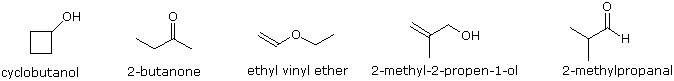 OH O O OH O H
cyclobutanol 2-butanone ethyl vinyl ether 2-methyl-2-propen-1-ol 2-methylpropanal